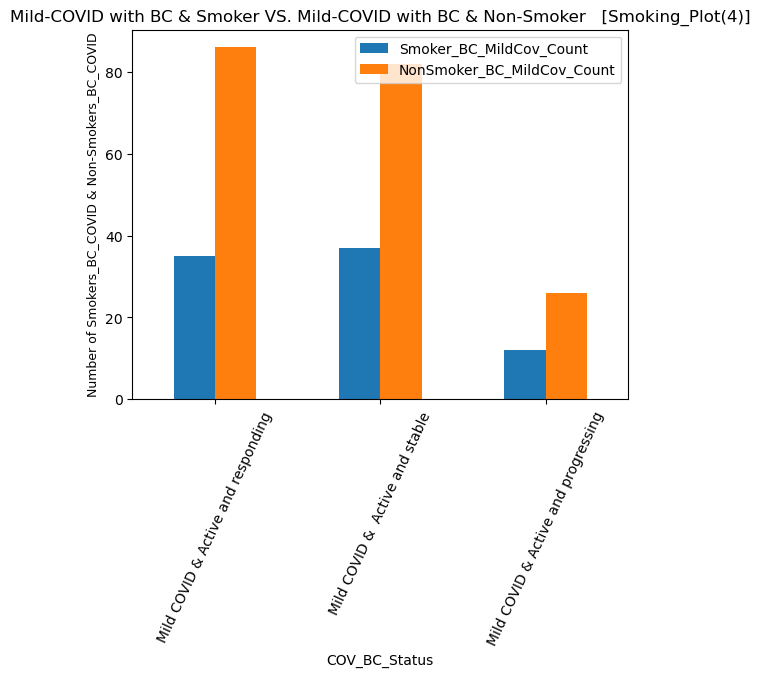 Mild-COVID with BC & Smoker VS. Mild-COVID with BC & Non-Smoker   [Smoking_Plot(4)]
Smoker_BC_MildCov_Count
NonSmoker_BC_MildCov_Count
Number of Smokers_BC_COVID & Non-Smokers_BC_COVID
80
60
40
20
0
Mild COVID & Active and responding
Mild COVID &  Active and stable
Mild COVID & Active and progressing
COV_BC_Status